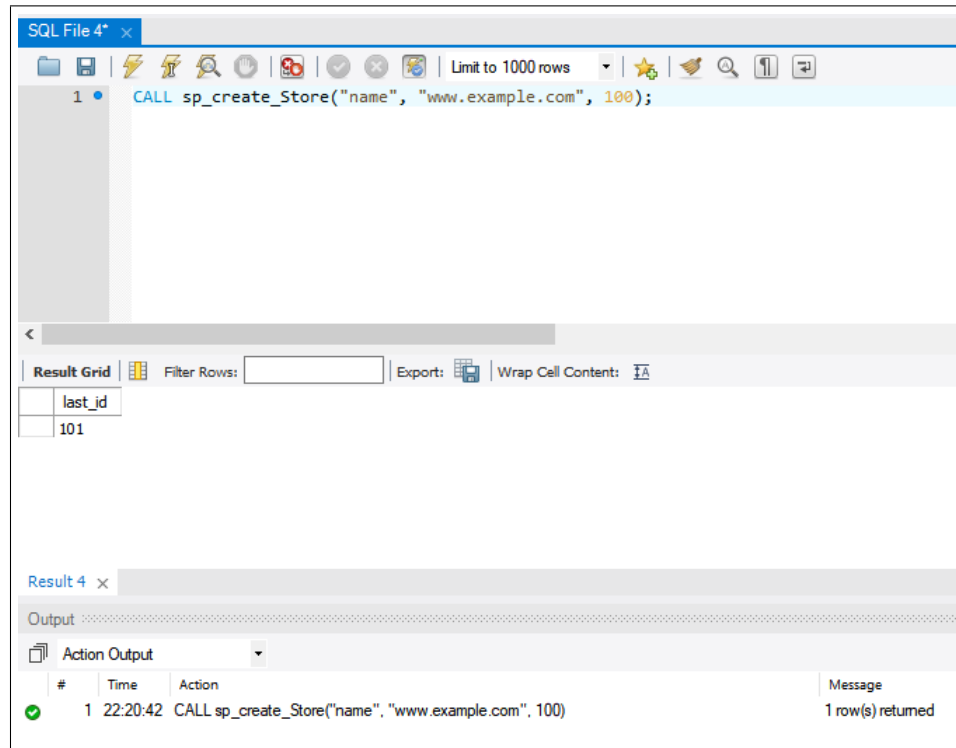 SQL File 4*
Limit to 1000 rows
1 CALL sp_create_Store("name", "www.example.com", 100);
Result Grid Filter Rows: Export: Wrap Cell Content: IA
last_id
101
Result 4
Output
Action Output
# Time Action Message
1 22:20:42 CALL sp_create_Store("name", "www.example.com", 100) 1 row(s) returned